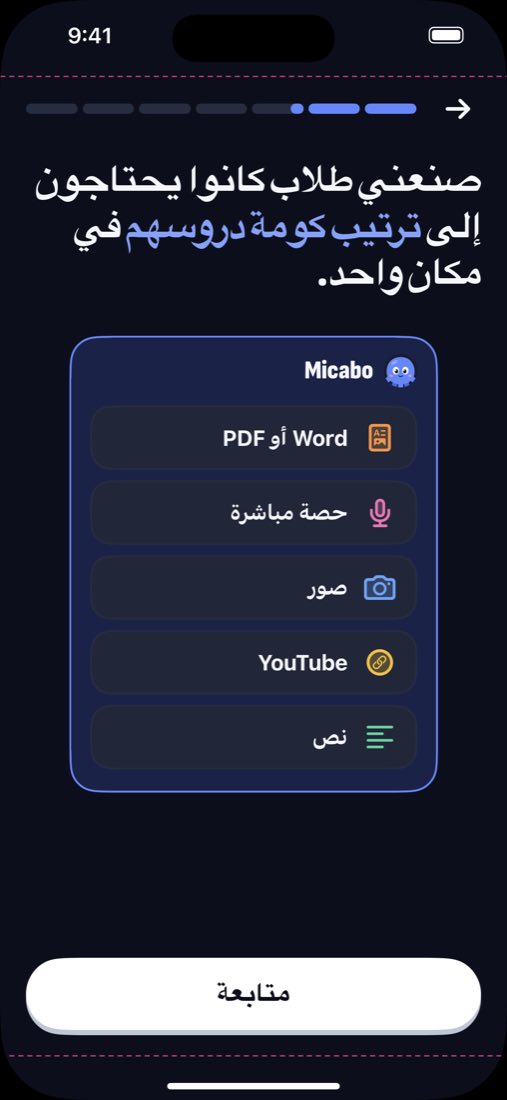 9:41
صنعني طلاب كانوا يحتاجون
إلى ترتيب كومة دروسهم في
مكان واحد.
Micabo
Word أو PDF
حصة مباشرة
صور
YouTube
نص
متابعة